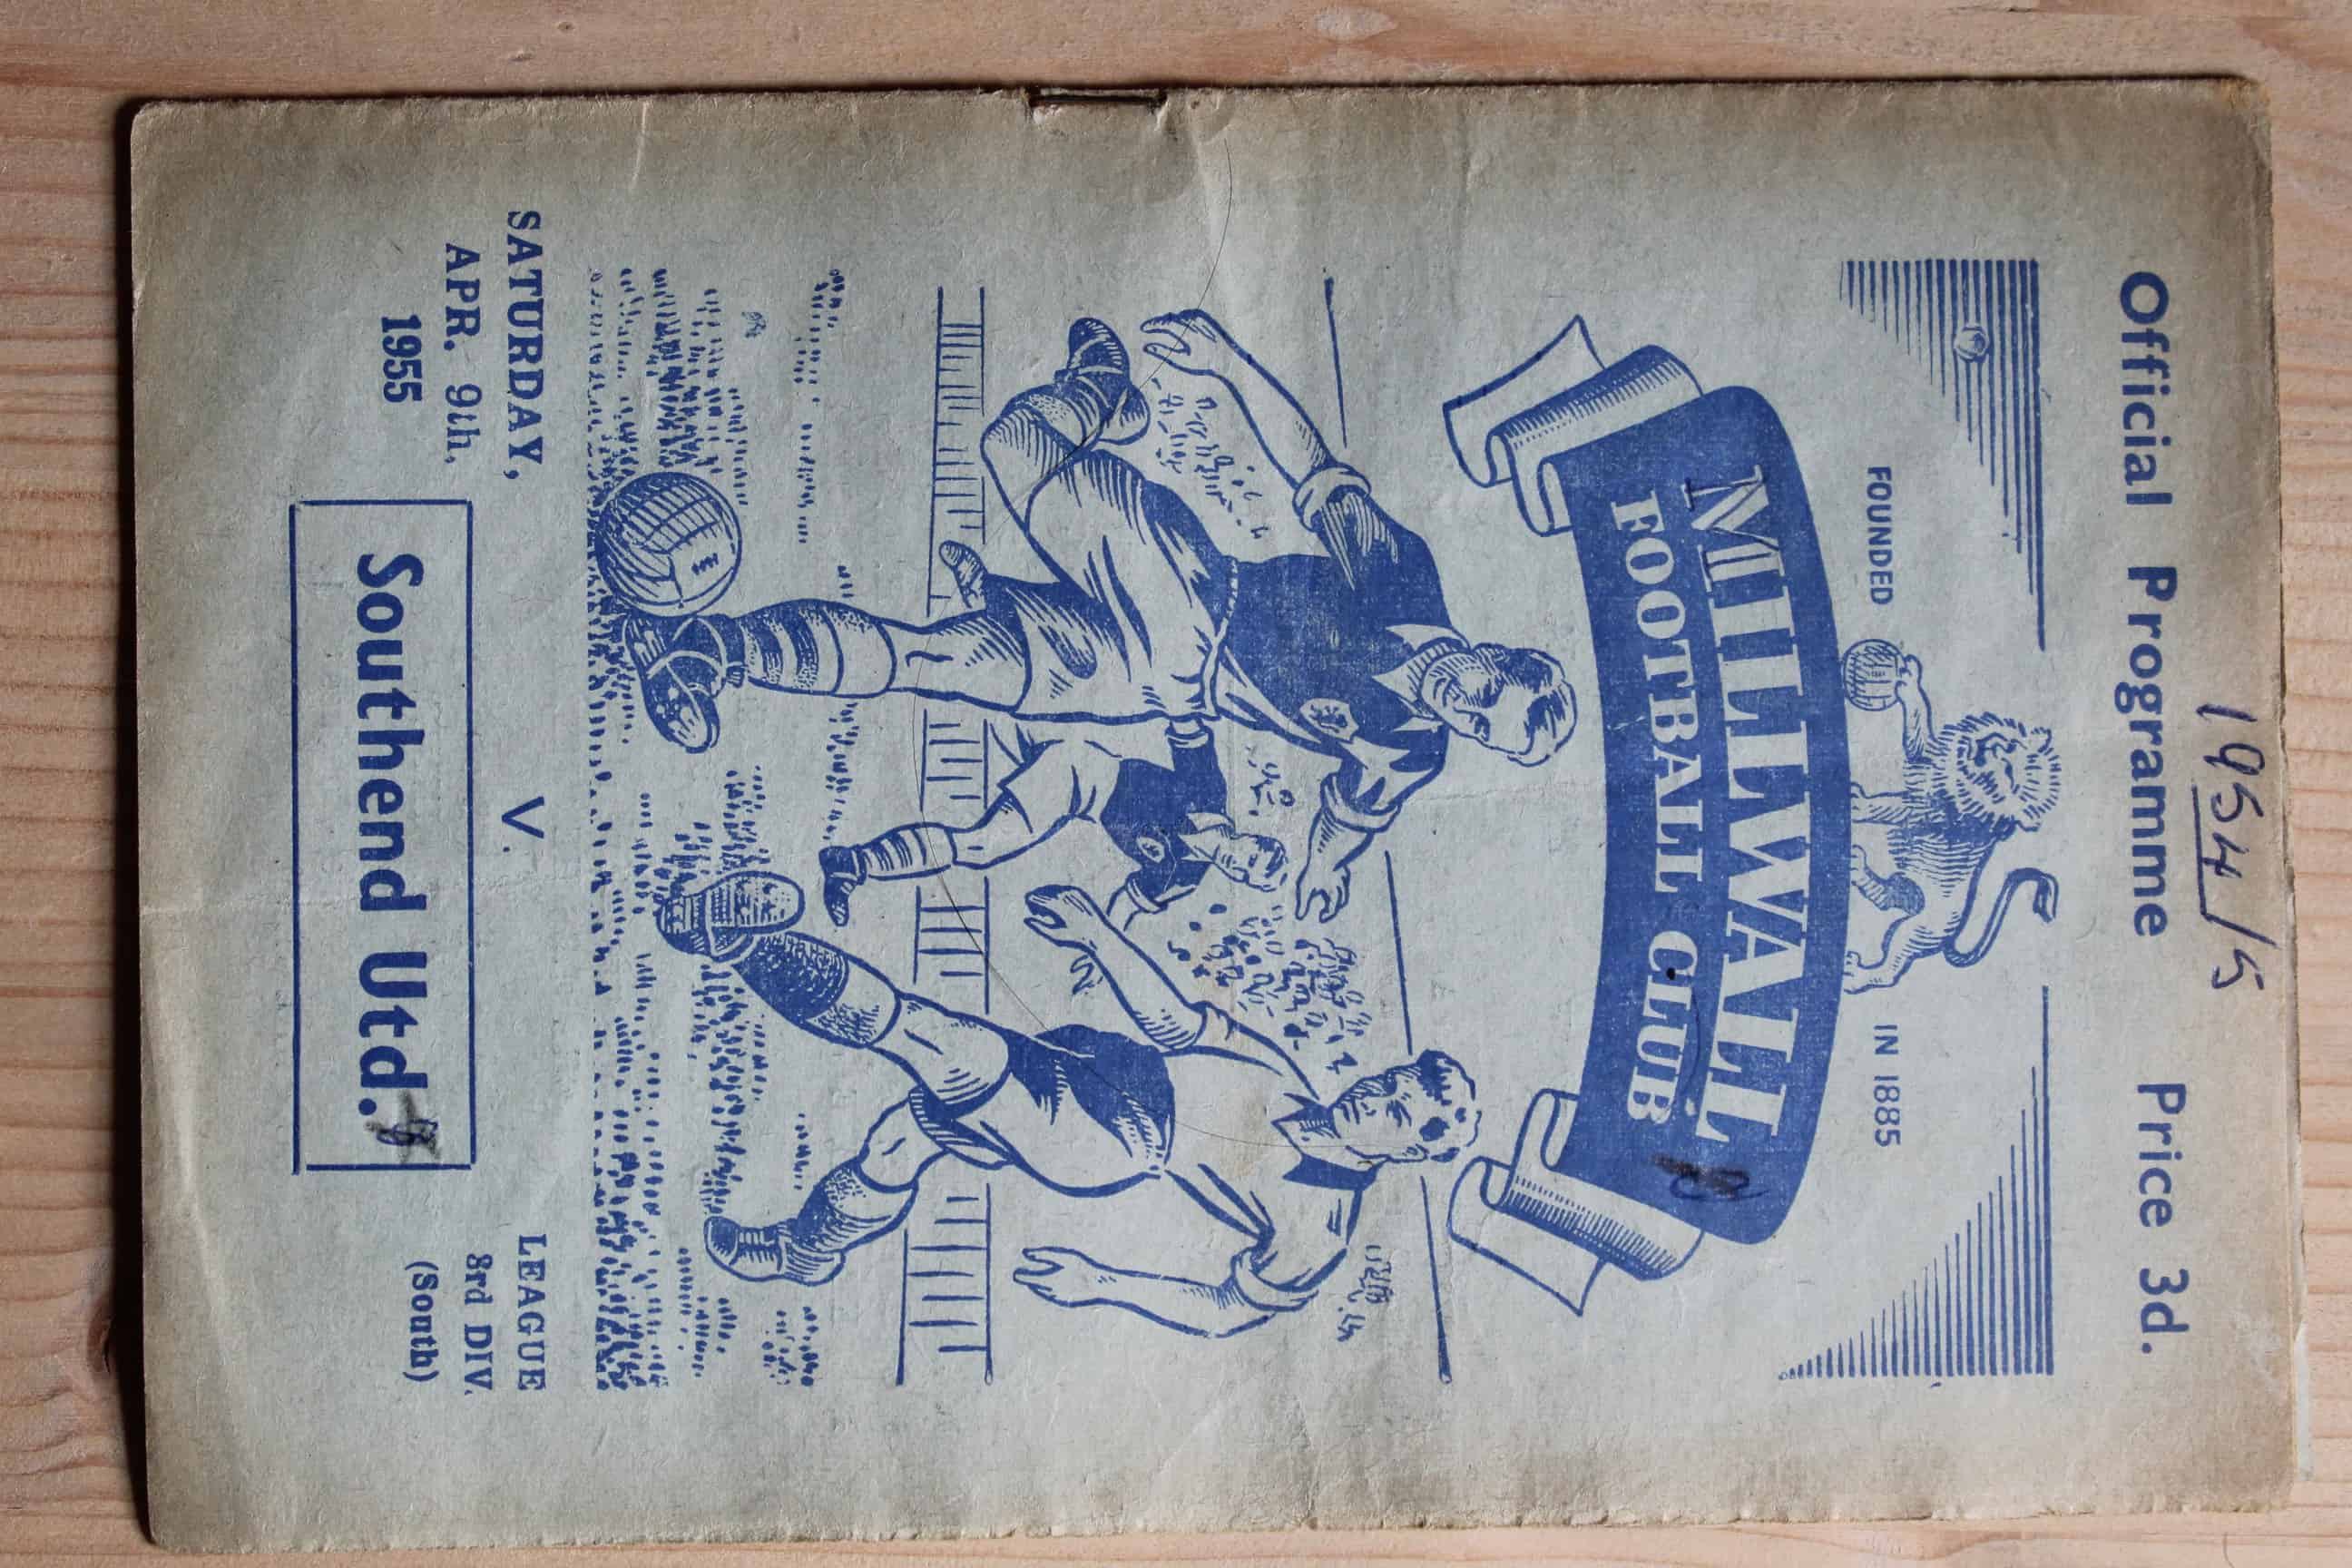 1954/5
Official Programme Price 3d.
FOUNDED IN 1885
MILLWALL
FOOTBALL CLUB
SATURDAY,
APR. 9th,
1955
V.
LEAGUE
3rd DIV.
(South)
Southend Utd.